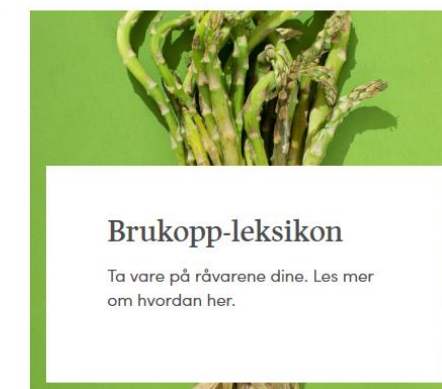 Brukopp-leksikon
Ta vare på råvarene dine. Les mer
om hvordan her.